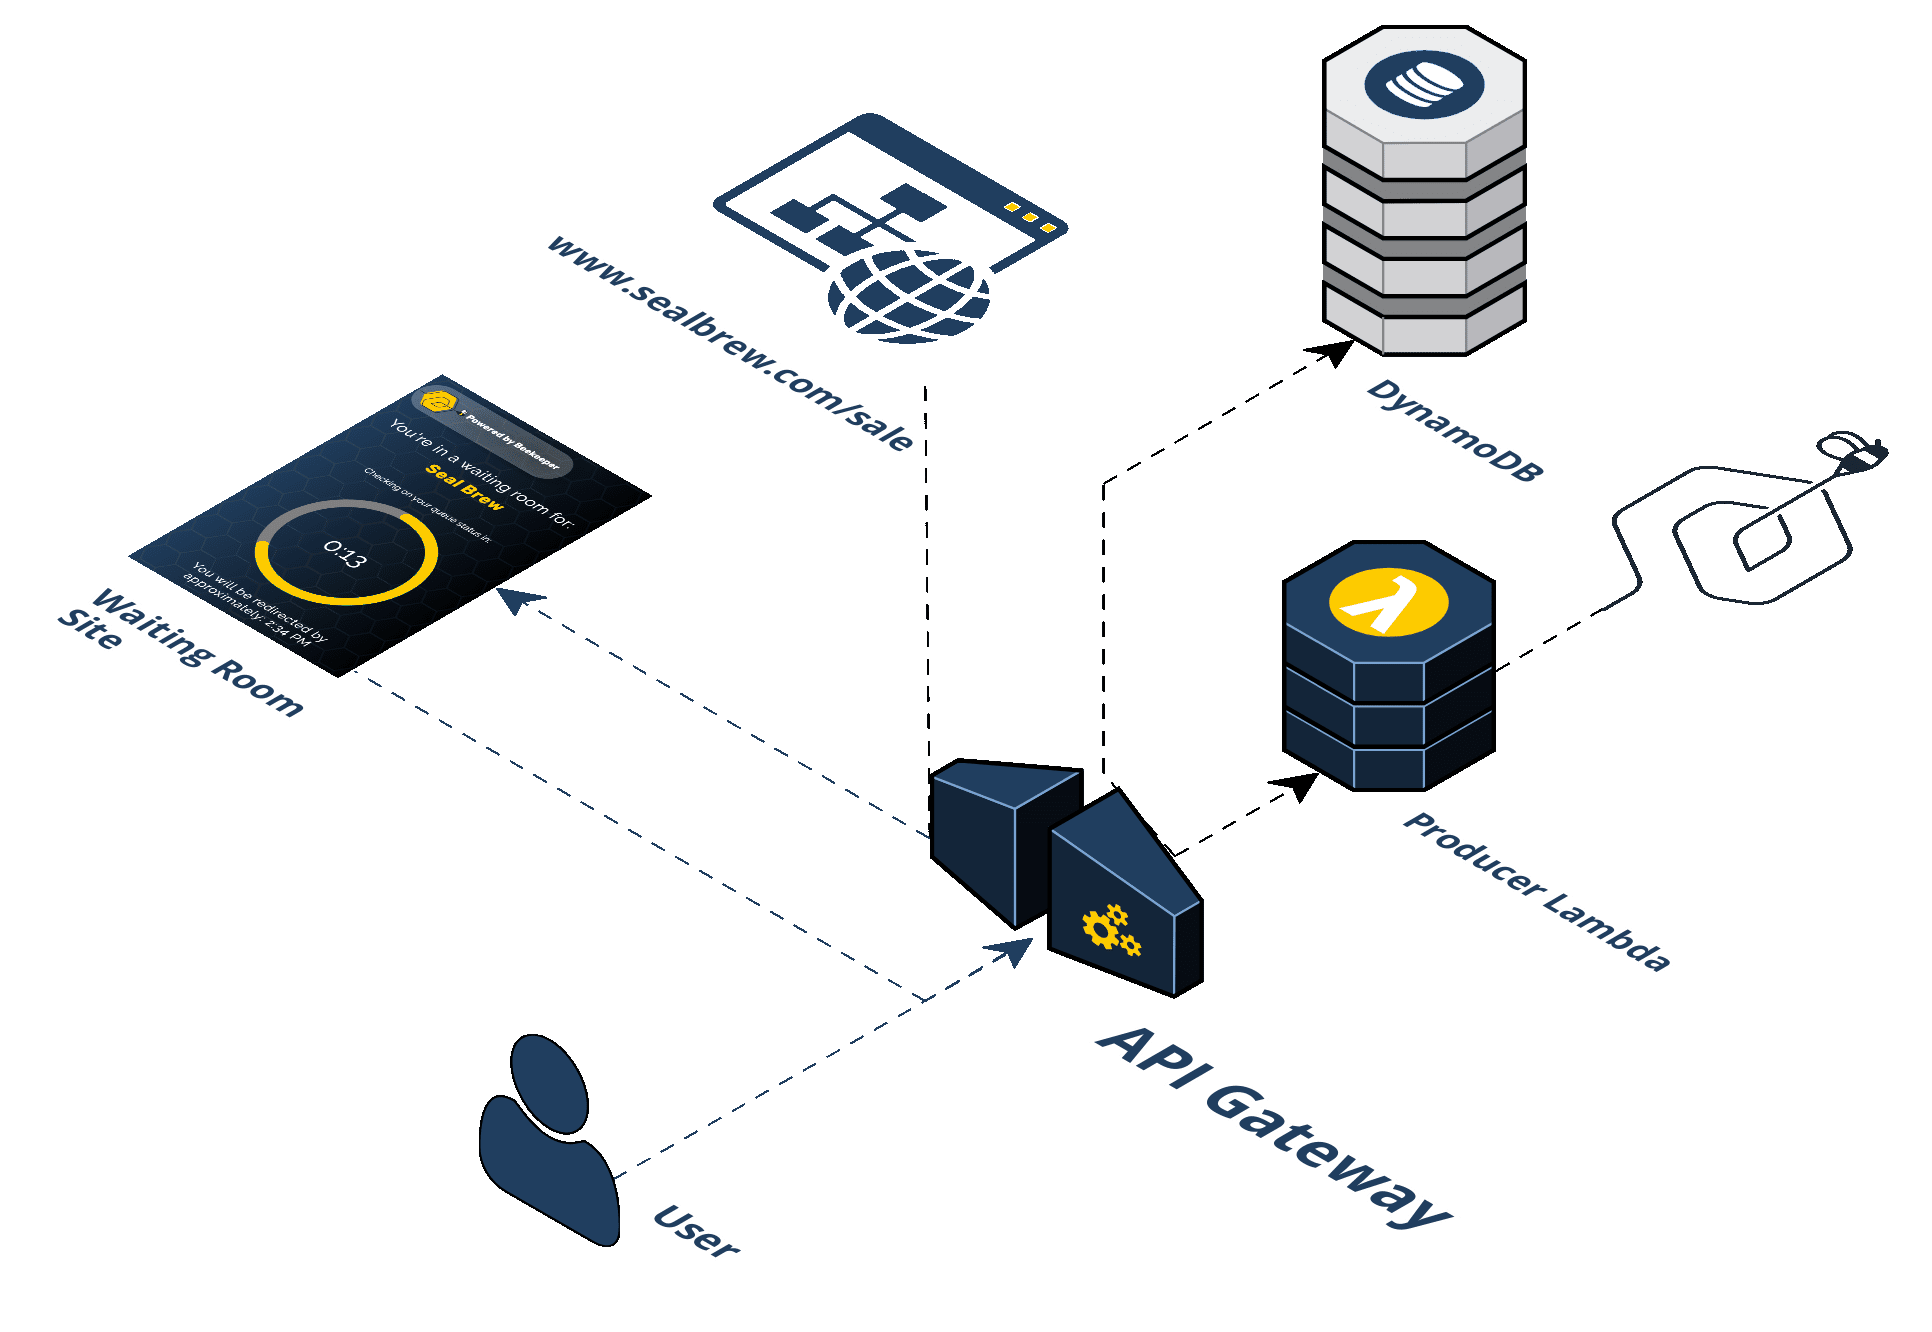 www.sealbrew.com/sale
DynamoDB
Powered by Beekeeper
You're in a waiting room for:
Seal Brew
Checking on your queue status in:
0:13
You will be redirected by
approximately: 2:34 PM
Waiting Room
Site
Producer Lambda
API Gateway
User